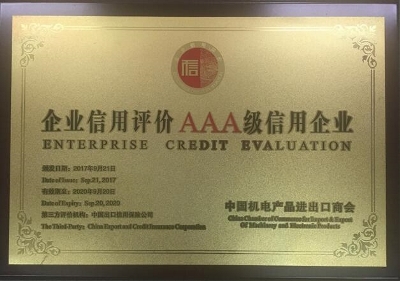 信
企业信用评价AAA级信用企业
ENTERPRISE CREDIT EVALUATION
颁发日期：2017年9月21日
Date of Issue: Sep.21, 2017
有效期至：2020年9月20日
Date of Expiry: Sep.20, 2020
第三方评价机构：中国出口信用保险公司
The Third-Party: China Export and Credit Insurance Corporation
中国机电产品进出口商会
China Chamber of Commerce for Import & Export
Of Machinery and Electronic Products